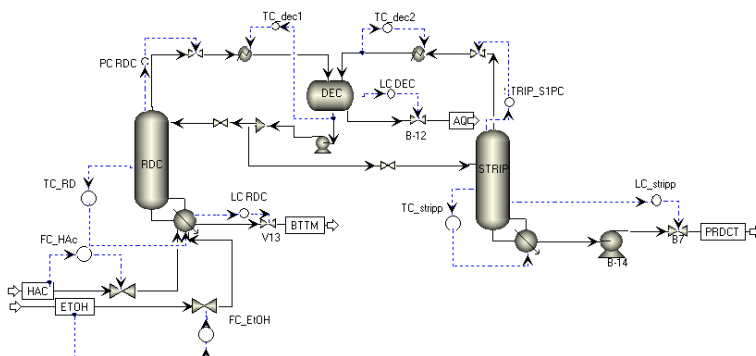 TC_dec1
TC_dec2
PC RDC
DEC
LC DEC
TRIP_S1PC
B-12
AQ
RDC
STRIP
TC_RD
LC RDC
TC_stripp
LC_stripp
FC_HAc
V13
BTTM
B-14
B7
PRDCT
HAC
ETOH
FC_EtOH